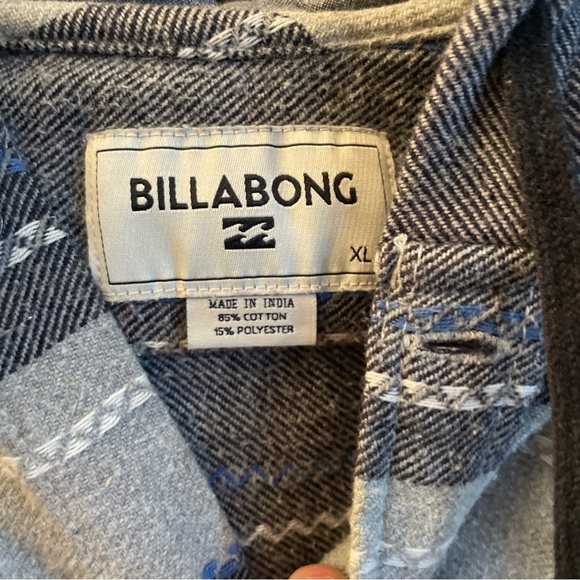 BILLABONG
XL
MADE IN INDIA
85% COTTON
15% POLYESTER